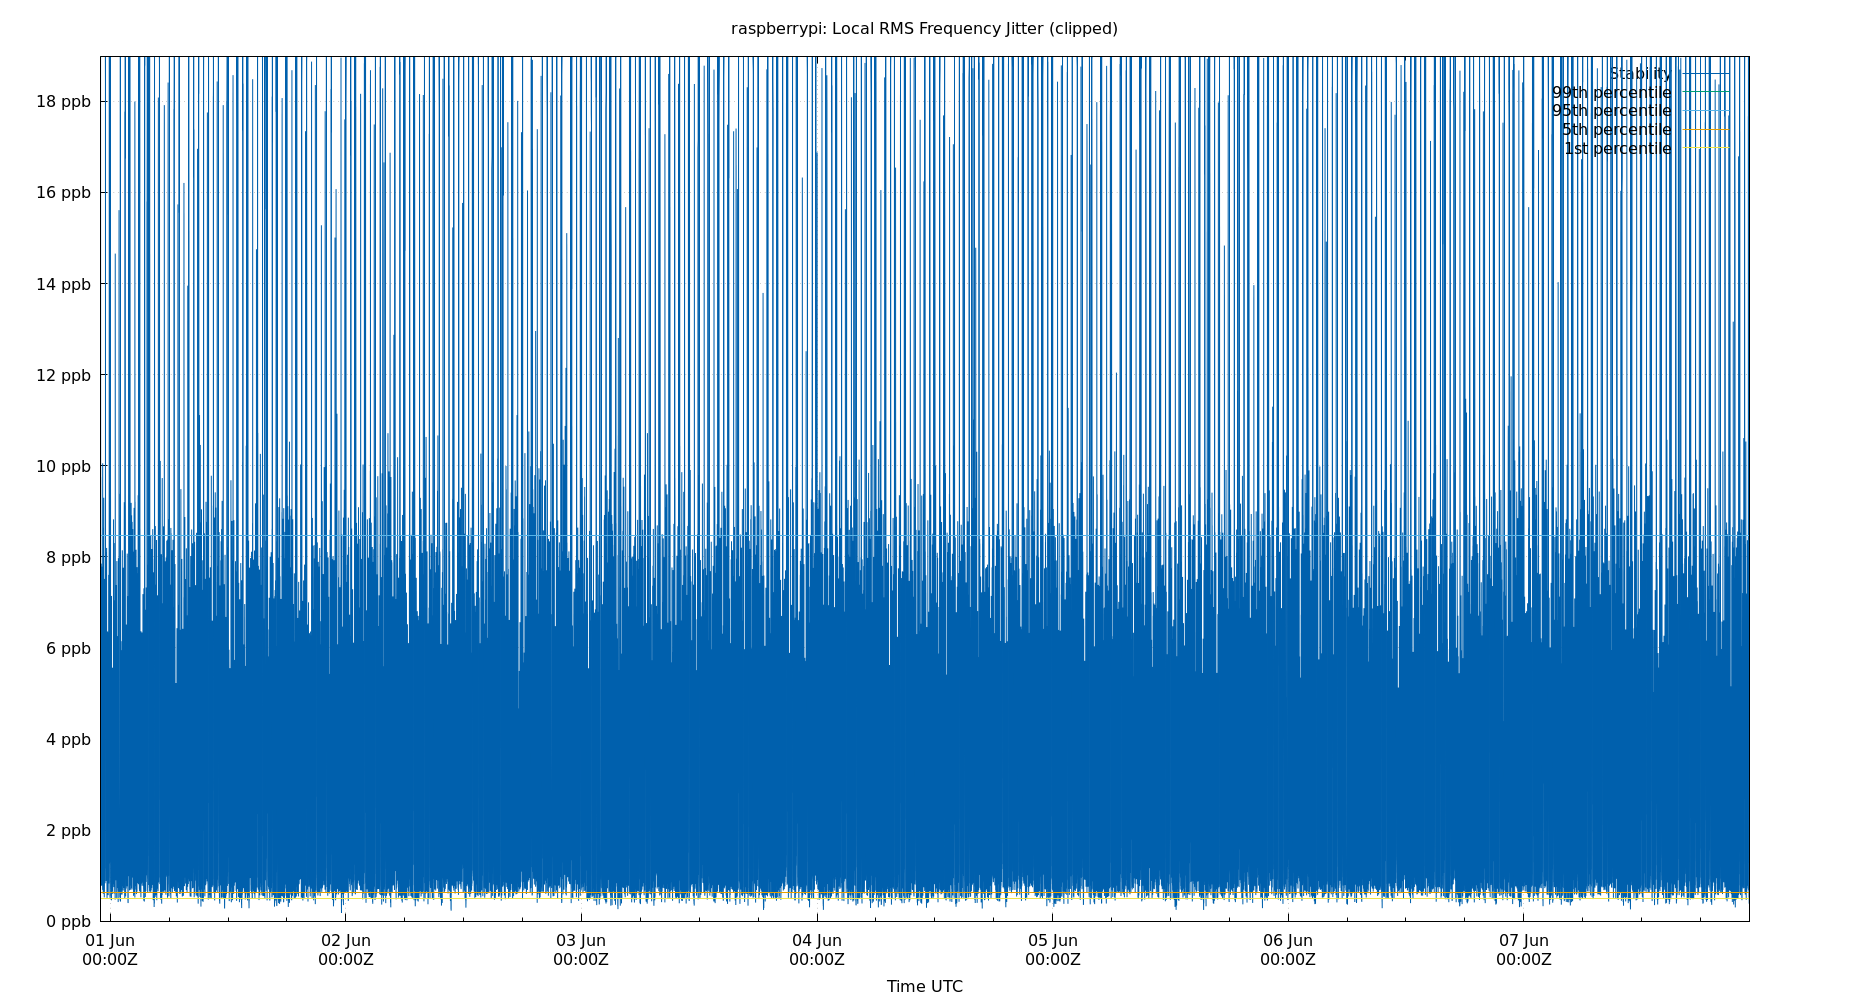 raspberrypi: Local RMS Frequency Jitter (clipped)
Stability
99th percentile
95th percentile
5th percentile
1st percentile
18 ppb
16 ppb
14 ppb
12 ppb
10 ppb
8 ppb
6 ppb
4 ppb
2 ppb
0 ppb
01 Jun 02 Jun 03 Jun 04 Jun 05 Jun 06 Jun 07 Jun
00:00Z 00:00Z 00:00Z 00:00Z 00:00Z 00:00Z 00:00Z
Time UTC